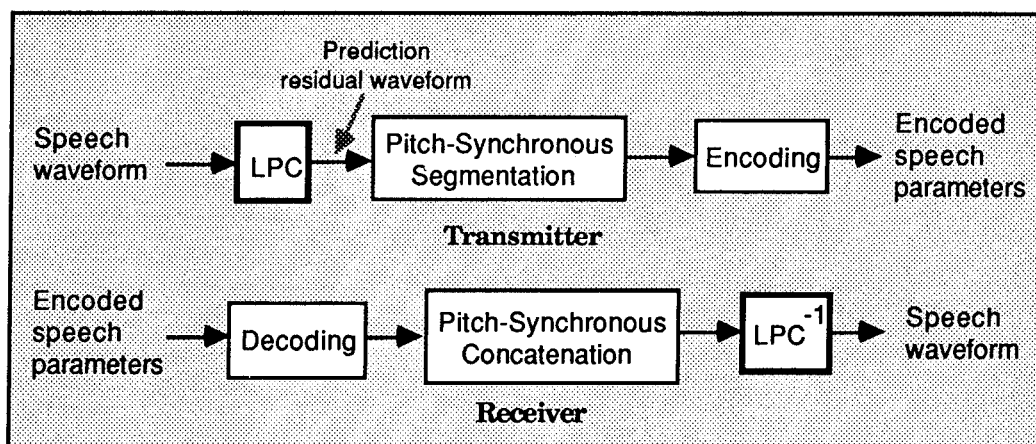 Prediction
residual waveform
Speech
waveform
LPC
Pitch-Synchronous
Segmentation
Encoding
Encoded
speech
parameters
Transmitter
Encoded
speech
parameters
Decoding
Pitch-Synchronous
Concatenation
LPC⁻¹
Speech
waveform
Receiver